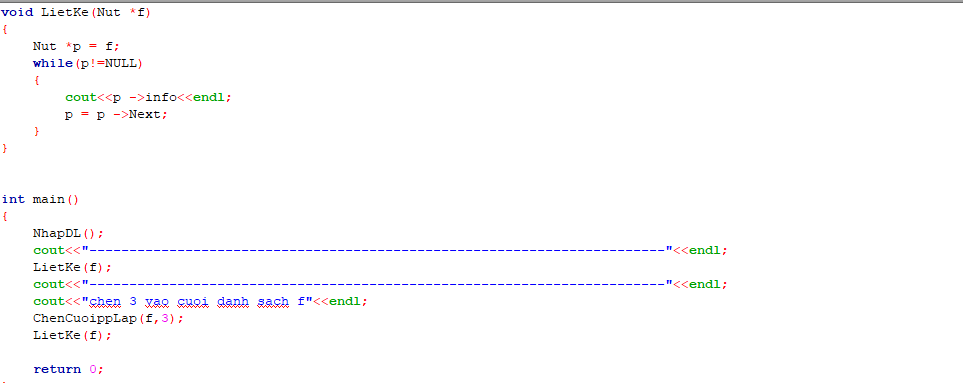 void LietKe(Nut *f)
{
    Nut *p = f;
    while(p!=NULL)
    {
        cout<<p ->info<<endl;
        p = p ->Next;
    }
}
int main()
{
    NhapDL();
    cout<<"------------------------------------------------------------------------"<<endl;
    LietKe(f);
    cout<<"------------------------------------------------------------------------"<<endl;
    cout<<"chen 3 vao cuoi danh sach f"<<endl;
    ChenCuoippLap(f,3);
    LietKe(f);
    return 0;